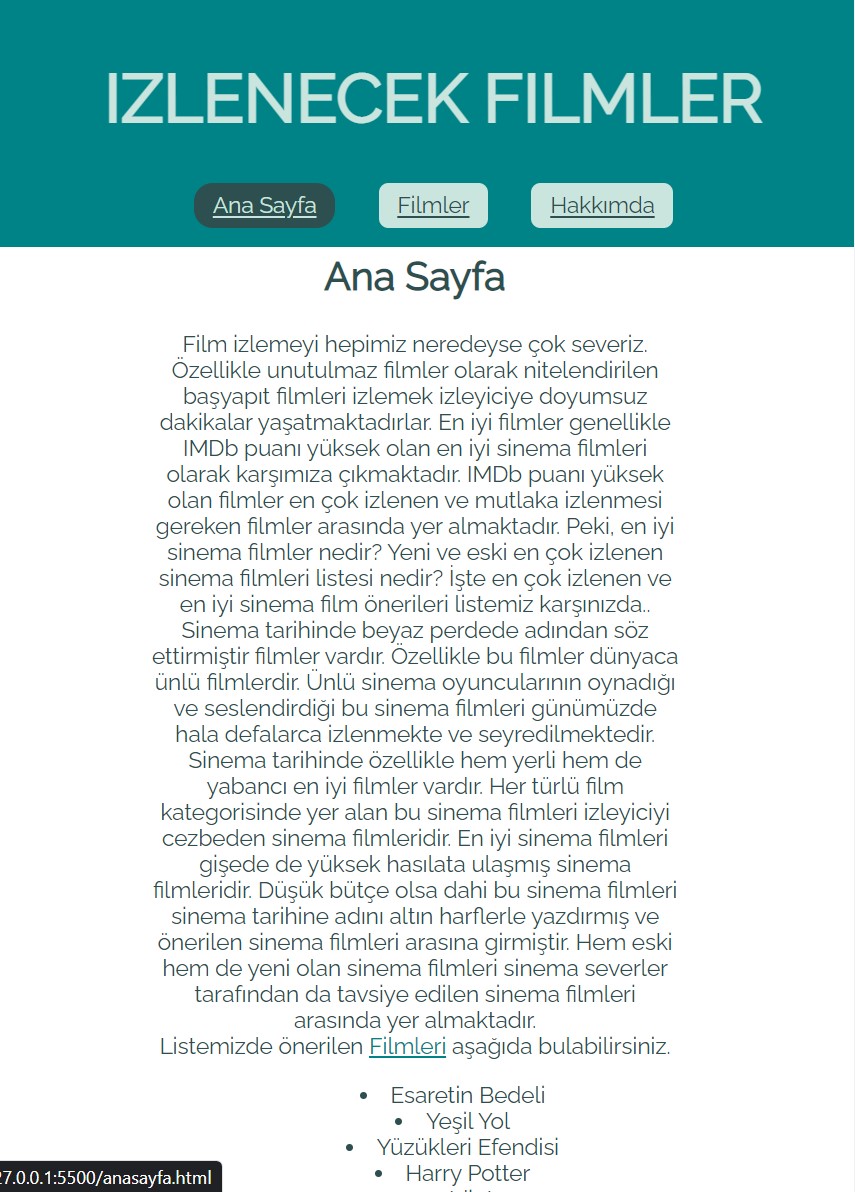 IZLENECEK FILMLER
Ana Sayfa
Filmler
Hakkımda
Ana Sayfa
Film izlemeyi hepimiz neredeyse çok severiz.
Özellikle unutulmaz filmler olarak nitelendirilen
başyapıt filmleri izlemek izleyiciye doyumsuz
dakikalar yaşatmaktadırlar. En iyi filmler genellikle
IMDb puanı yüksek olan en iyi sinema filmleri
olarak karşımıza çıkmaktadır. IMDb puanı yüksek
olan filmler en çok izlenen ve mutlaka izlenmesi
gereken filmler arasında yer almaktadır. Peki, en iyi
sinema filmler nedir? Yeni ve eski en çok izlenen
sinema filmleri listesi nedir? İşte en çok izlenen ve
en iyi sinema film önerileri listemiz karşınızda..
Sinema tarihinde beyaz perdede adından söz
ettirmiştir filmler vardır. Özellikle bu filmler dünyaca
ünlü filmlerdir. Ünlü sinema oyuncularının oynadığı
ve seslendirdiği bu sinema filmleri günümüzde
hala defalarca izlenmekte ve seyredilmektedir.
Sinema tarihinde özellikle hem yerli hem de
yabancı en iyi filmler vardır. Her türlü film
kategorisinde yer alan bu sinema filmleri izleyiciyi
cezbeden sinema filmleridir. En iyi sinema filmleri
gişede de yüksek hasılata ulaşmış sinema
filmleridir. Düşük bütçe olsa dahi bu sinema filmleri
sinema tarihine adını altın harflerle yazdırmış ve
önerilen sinema filmleri arasına girmiştir. Hem eski
hem de yeni olan sinema filmleri sinema severler
tarafından da tavsiye edilen sinema filmleri
arasında yer almaktadır.
Listemizde önerilen Filmleri aşağıda bulabilirsiniz.
• Esaretin Bedeli
• Yeşil Yol
• Yüzükleri Efendisi
• Harry Potter
27.0.0.1:5500/anasayfa.html